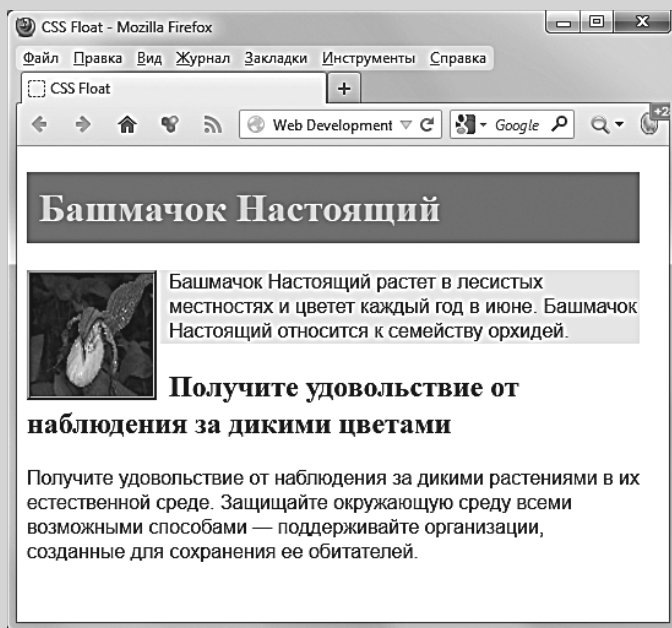 CSS Float - Mozilla Firefox
Файл Правка Вид Журнал Закладки Инструменты Справка
CSS Float
Web Development Google +2
Башмачок Настоящий
Башмачок Настоящий растет в лесистых
местностях и цветет каждый год в июне. Башмачок
Настоящий относится к семейству орхидей.
Получите удовольствие от
наблюдения за дикими цветами
Получите удовольствие от наблюдения за дикими растениями в их
естественной среде. Защищайте окружающую среду всеми
возможными способами — поддерживайте организации,
созданные для сохранения ее обитателей.